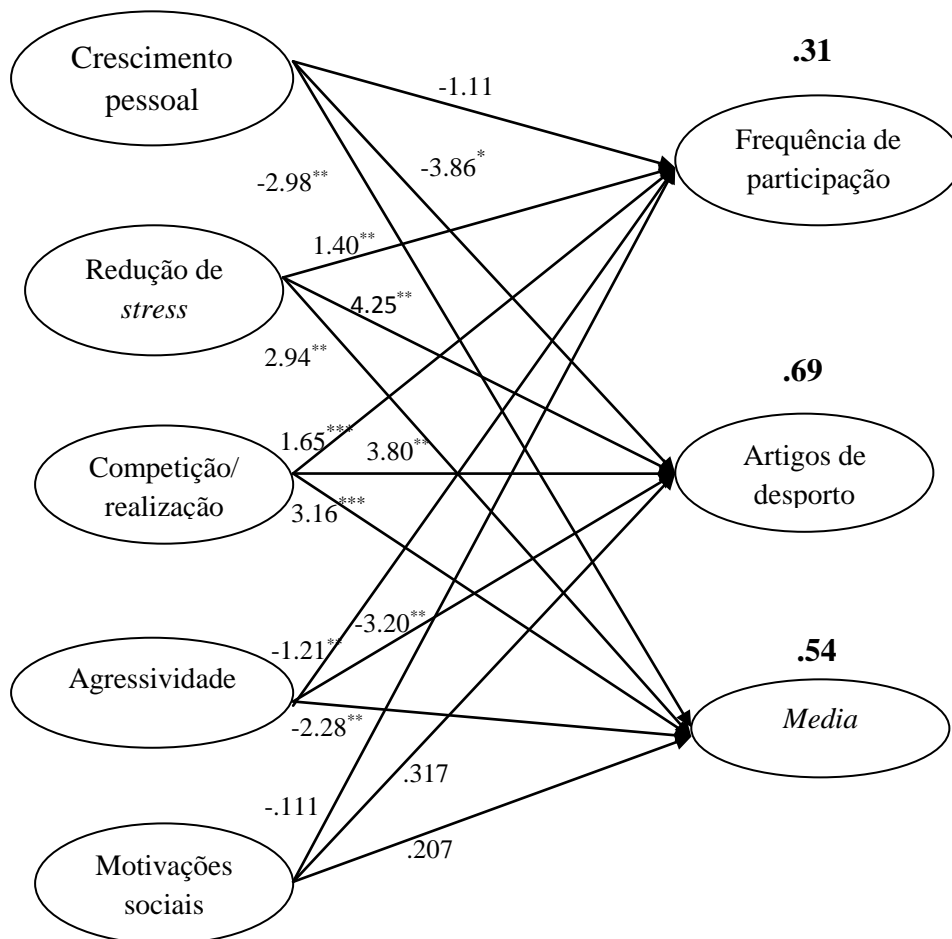 Crescimento
pessoal
.31
-1.11
Frequência de
participação
-3.86*
-2.98**
1.40**
Redução de
stress
4.25**
2.94**
.69
1.65***
3.80**
Competição/
realização
Artigos de
desporto
3.16***
-3.20**
-1.21**
.54
Agressividade
Media
-2.28**
.317
-.111
.207
Motivações
sociais